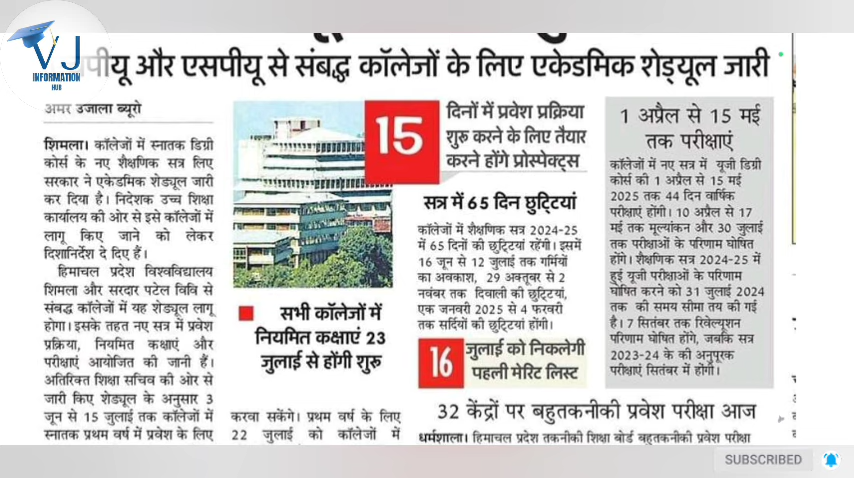 VJ
INFORMATION
HUB
पीयू और एसपीयू से संबद्ध कॉलेजों के लिए एकेडमिक शेड्यूल जारी
अमर उजाला ब्यूरो
शिमला। कॉलेजों में स्नातक डिग्री
कोर्स के नए शैक्षणिक सत्र लिए
सरकार ने एकेडमिक शेड्यूल जारी
कर दिया है। निदेशक उच्च शिक्षा
कार्यालय की ओर से इसे कॉलेजों में
लागू किए जाने को लेकर
दिशानिर्देश दे दिए हैं।
हिमाचल प्रदेश विश्वविद्यालय
शिमला और सरदार पटेल विवि से
संबद्ध कॉलेजों में यह शेड्यूल लागू
होगा। इसके तहत नए सत्र में प्रवेश
प्रक्रिया, नियमित कक्षाएं और
परीक्षाएं आयोजित की जानी हैं।
अतिरिक्त शिक्षा सचिव की ओर से
जारी किए शेड्यूल के अनुसार 3
जून से 15 जुलाई तक कॉलेजों में
स्नातक प्रथम वर्ष में प्रवेश के लिए
सभी कॉलेजों में
नियमित कक्षाएं 23
जुलाई से होंगी शुरू
करवा सकेंगे। प्रथम वर्ष के लिए
22 जुलाई को कॉलेजों में
15
दिनों में प्रवेश प्रक्रिया
शुरू करने के लिए तैयार
करने होंगे प्रोस्पेक्ट्स
सत्र में 65 दिन छुट्टियां
कॉलेजों में शैक्षणिक सत्र 2024-25
में 65 दिनों की छुट्टियां रहेंगी। इसमें
16 जून से 12 जुलाई तक गर्मियों
का अवकाश, 29 अक्तूबर से 2
नवंबर तक दिवाली की छुट्टियां,
एक जनवरी 2025 से 4 फरवरी
तक सर्दियों की छुट्टियां होंगी।
16
जुलाई को निकलेगी
पहली मेरिट लिस्ट
1 अप्रैल से 15 मई
तक परीक्षाएं
कॉलेजों में नए सत्र में यूजी डिग्री
कोर्स की 1 अप्रैल से 15 मई
2025 तक 44 दिन वार्षिक
परीक्षाएं होंगी। 10 अप्रैल से 17
मई तक मूल्यांकन और 30 जुलाई
तक परीक्षाओं के परिणाम घोषित
होंगे। शैक्षणिक सत्र 2024-25 में
हुई यूजी परीक्षाओं के परिणाम
घोषित करने को 31 जुलाई 2024
तक की समय सीमा तय की गई
है। 7 सितंबर तक रिवेल्यूशन
परिणाम घोषित होंगे, जबकि सत्र
2023-24 के की अनुपूरक
परीक्षाएं सितंबर में होंगी।
32 केंद्रों पर बहुतकनीकी प्रवेश परीक्षा आज
धर्मशाला। हिमाचल प्रदेश तकनीकी शिक्षा बोर्ड बहुतकनीकी प्रवेश परीक्षा
SUBSCRIBED